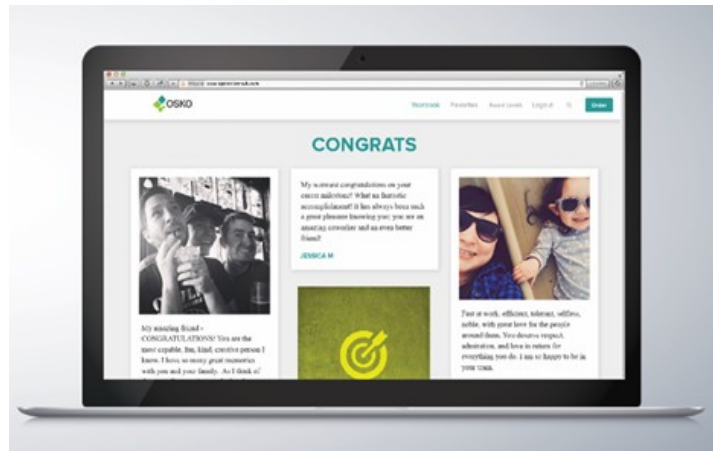 OSKO
Yearbook Favorites Award Levels Logout Order
CONGRATS
My warmest congratulations on your
career milestone! What an fantastic
accomplishment! It has always been such
a great pleasure knowing you; you are an
amazing coworker and an even better
friend!
JESSICA M
My amazing friend -
CONGRATULATIONS! You are the
most capable, fun, kind, creative person I
know. I have so many great memories
with you and your family. As I think of
Fast at work, efficient, tolerant, selfless,
noble, with great love for the people
around them. You deserve respect,
admiration, and love in return for
everything you do. I am so happy to be in
your team.